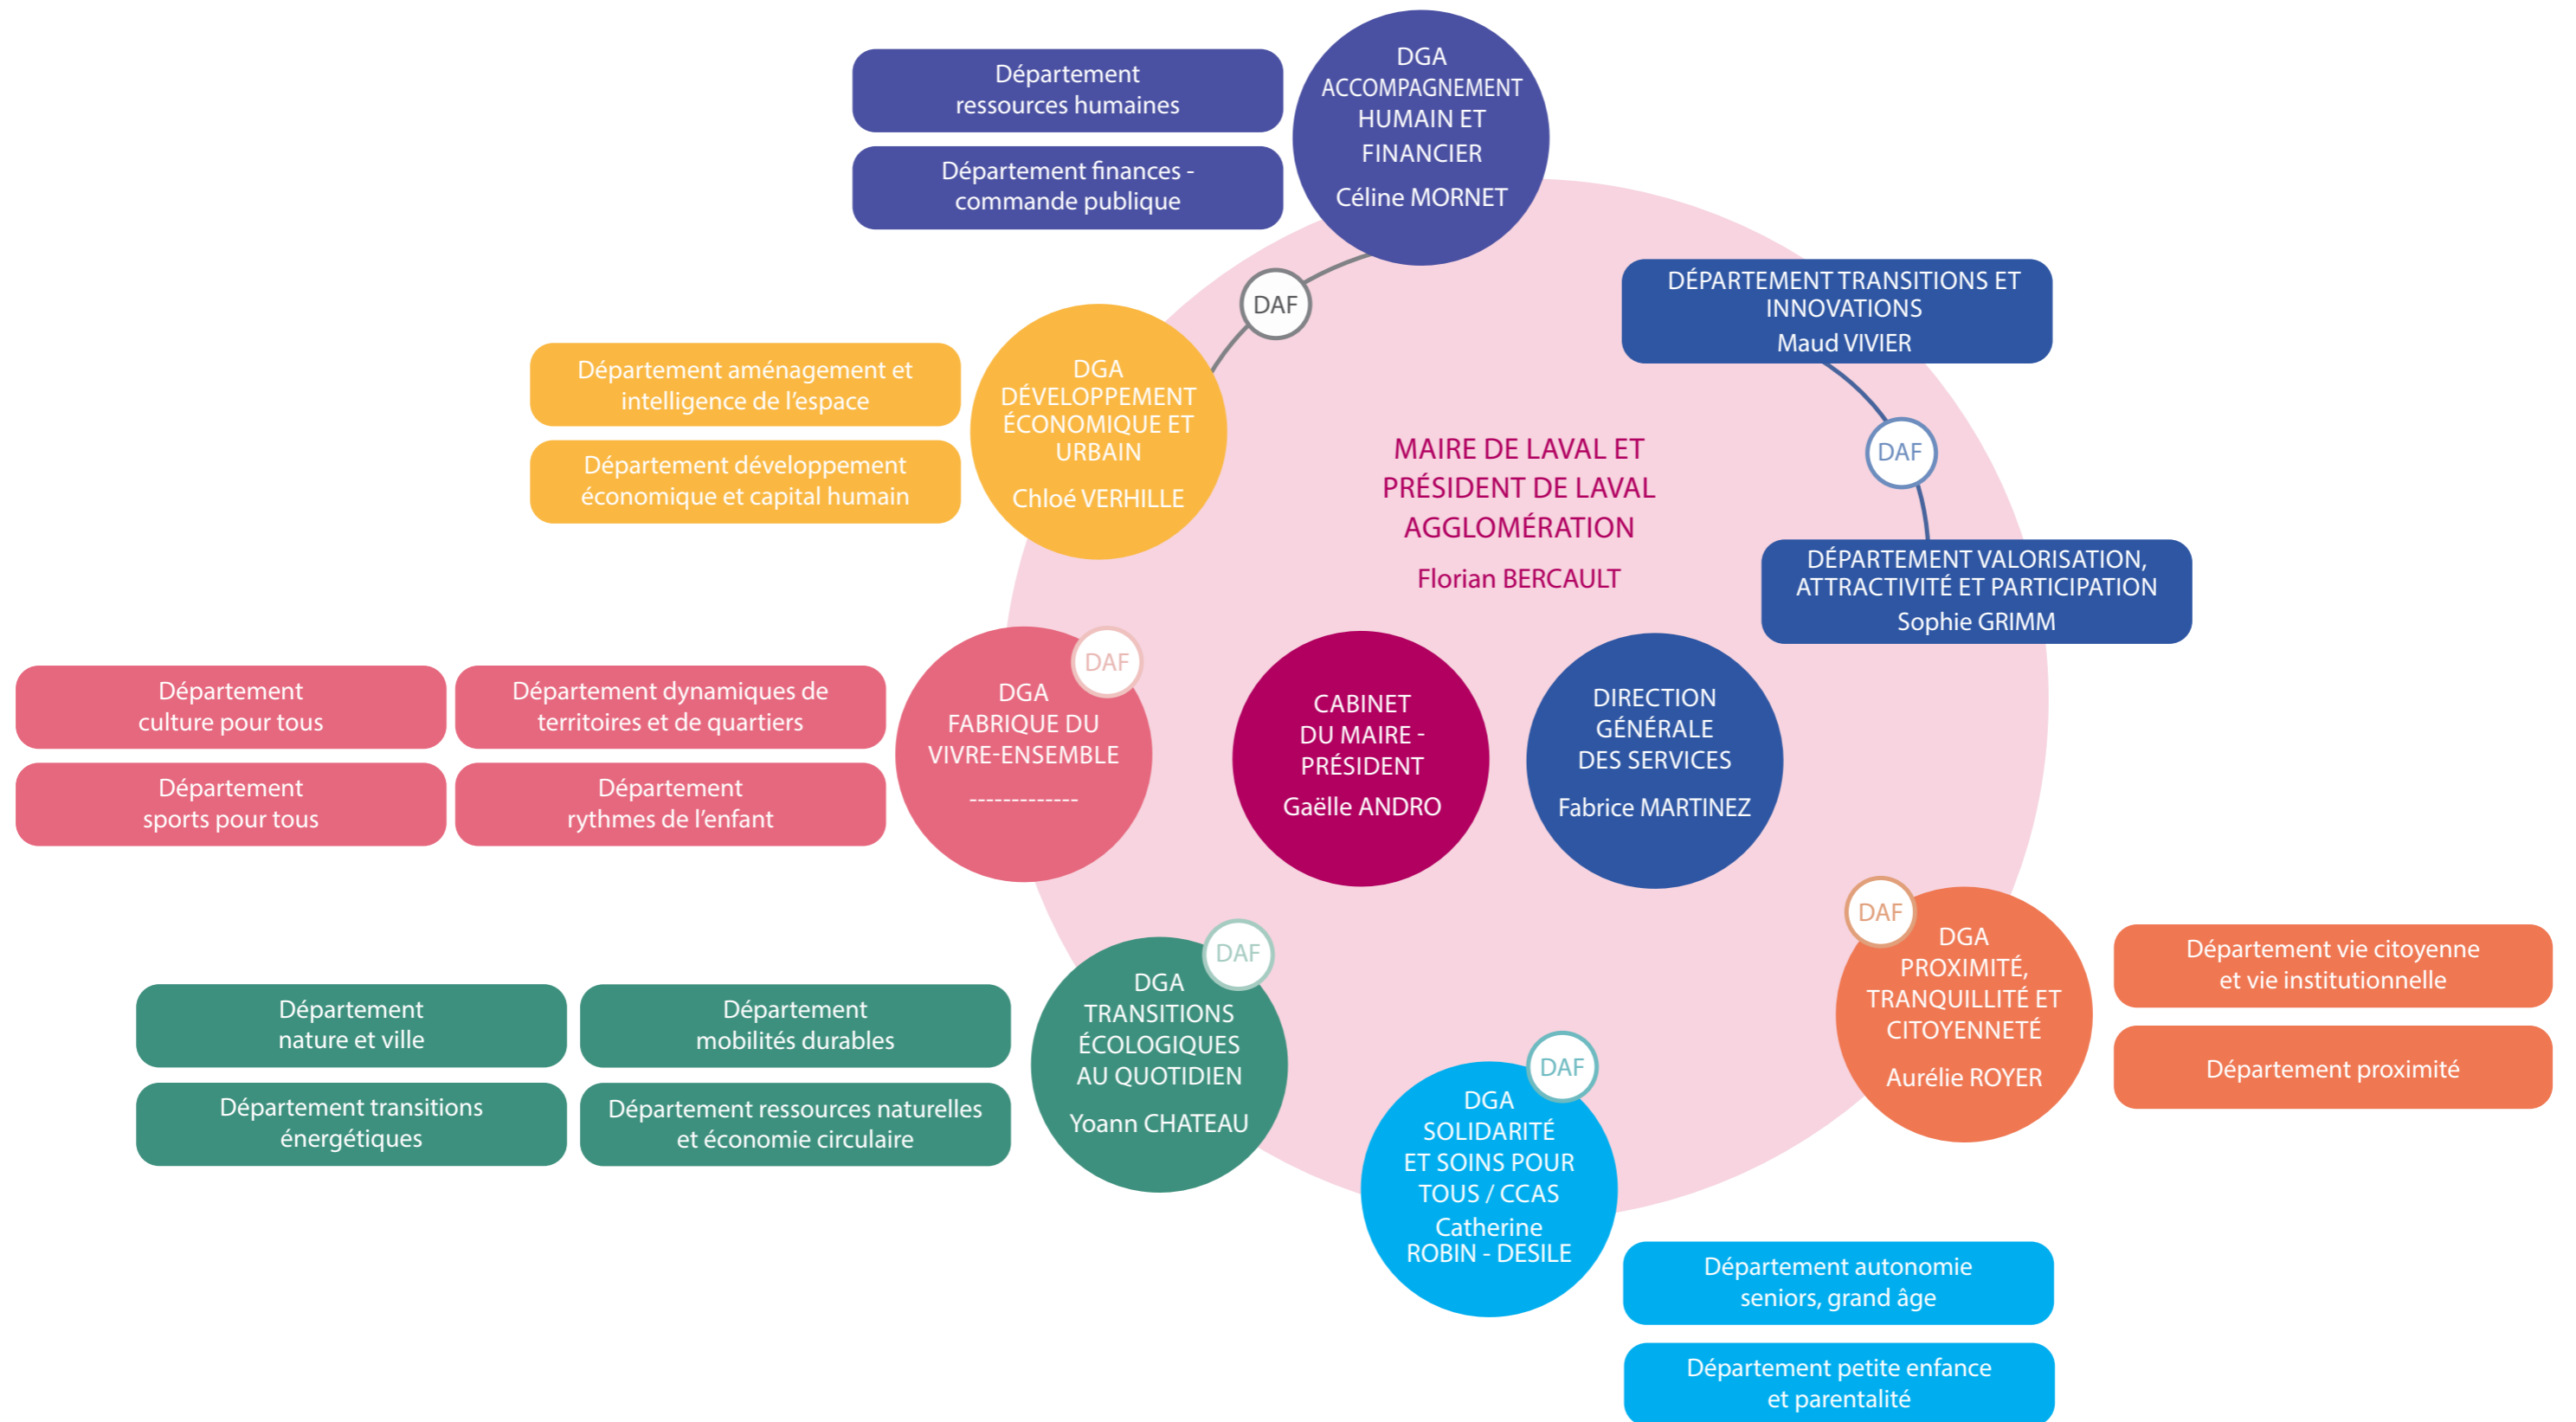 Département
ressources humaines
Département finances -
commande publique
DGA
ACCOMPAGNEMENT
HUMAIN ET
FINANCIER
Céline MORNET
DAF
DÉPARTEMENT TRANSITIONS ET
INNOVATIONS
Maud VIVIER
DAF
DÉPARTEMENT VALORISATION,
ATTRACTIVITÉ ET PARTICIPATION
Sophie GRIMM
Département aménagement et
intelligence de l’espace
Département développement
économique et capital humain
DGA
DÉVELOPPEMENT
ÉCONOMIQUE ET
URBAIN
Chloé VERHILLE
MAIRE DE LAVAL ET
PRÉSIDENT DE LAVAL
AGGLOMÉRATION
Florian BERCAULT
Département
culture pour tous
Département dynamiques de
territoires et de quartiers
Département
sports pour tous
Département
rythmes de l’enfant
DAF
DGA
FABRIQUE DU
VIVRE-ENSEMBLE
-------------
CABINET
DU MAIRE -
PRÉSIDENT
Gaëlle ANDRO
DIRECTION
GÉNÉRALE
DES SERVICES
Fabrice MARTINEZ
Département
nature et ville
Département
mobilités durables
Département transitions
énergétiques
Département ressources naturelles
et économie circulaire
DAF
DGA
TRANSITIONS
ÉCOLOGIQUES
AU QUOTIDIEN
Yoann CHATEAU
DAF
DGA
PROXIMITÉ,
TRANQUILLITÉ ET
CITOYENNETÉ
Aurélie ROYER
Département vie citoyenne
et vie institutionnelle
Département proximité
DAF
DGA
SOLIDARITÉ
ET SOINS POUR
TOUS / CCAS
Catherine
ROBIN - DESILE
Département autonomie
seniors, grand âge
Département petite enfance
et parentalité